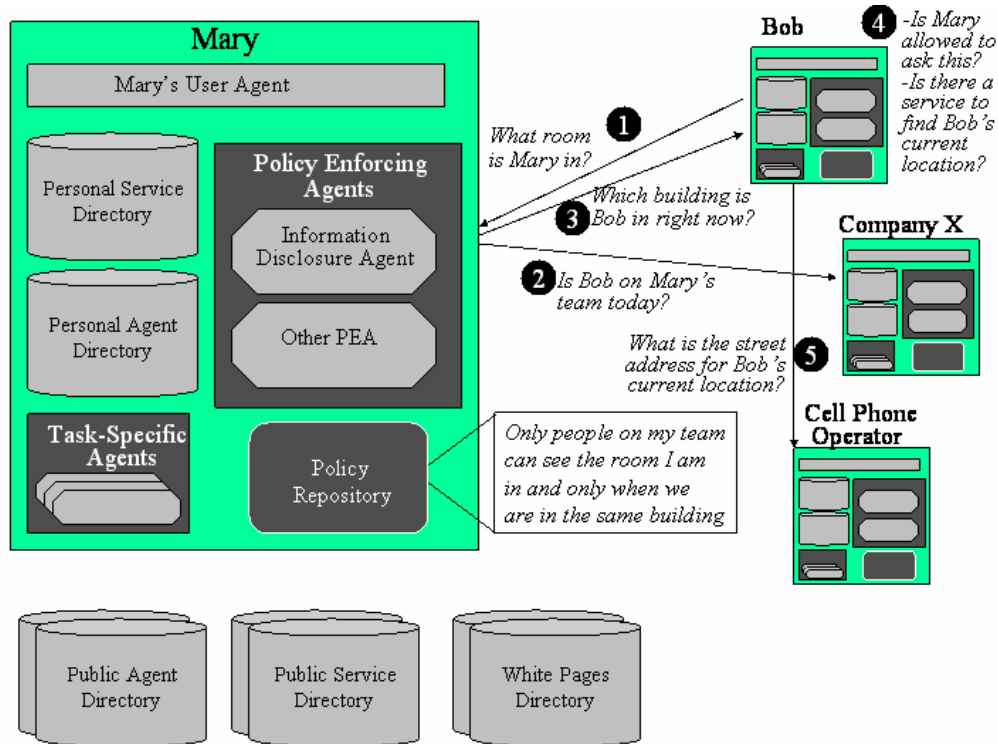 Mary
Mary's User Agent
Personal Service
Directory
Personal Agent
Directory
Policy Enforcing
Agents
Information
Disclosure Agent
Other PEA
Task-Specific
Agents
Policy
Repository
Only people on my team
can see the room I am
in and only when we
are in the same building
What room
is Mary in?
1
3
Which building is
Bob in right now?
2
Is Bob on Mary's
team today?
Bob
4
-Is Mary
allowed to
ask this?
-Is there a
service to
find Bob's
current
location?
Company X
What is the street
address for Bob's
current location?
5
Cell Phone
Operator
Public Agent
Directory
Public Service
Directory
White Pages
Directory